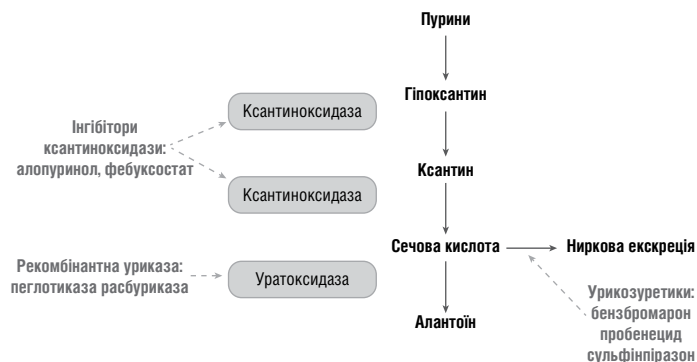 Пурини
Гіпоксантин
Ксантиноксидаза
Інгібітори
ксантиноксидази:
алопуринол, фебуксостат
Ксантин
Ксантиноксидаза
Сечова кислота
Ниркова екскреція
Рекомбінантна уриказа:
пеглотиказа расбуриказа
Уратоксидаза
Алантоїн
Урикозуретики:
бензбромарон
пробенецид
сульфінпіразон